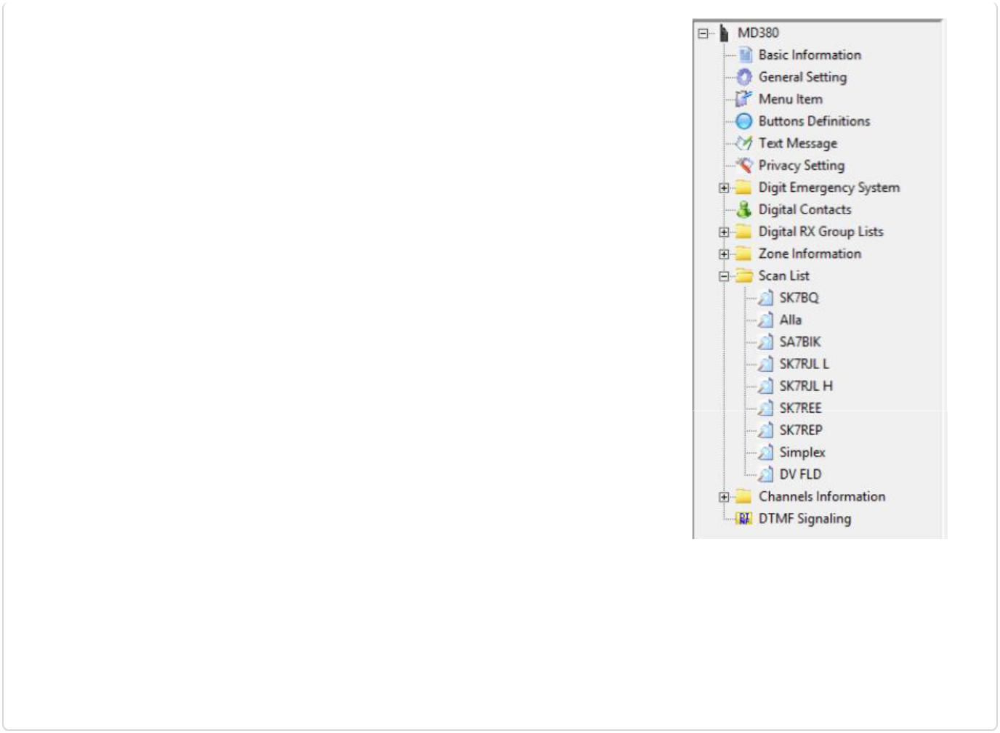 MD380
Basic Information
General Setting
Menu Item
Buttons Definitions
Text Message
Privacy Setting
Digit Emergency System
Digital Contacts
Digital RX Group Lists
Zone Information
Scan List
SK7BQ
Alla
SA7BIK
SK7RJL L
SK7RJL H
SK7REE
SK7REP
Simplex
DV FLD
Channels Information
DTMF Signaling